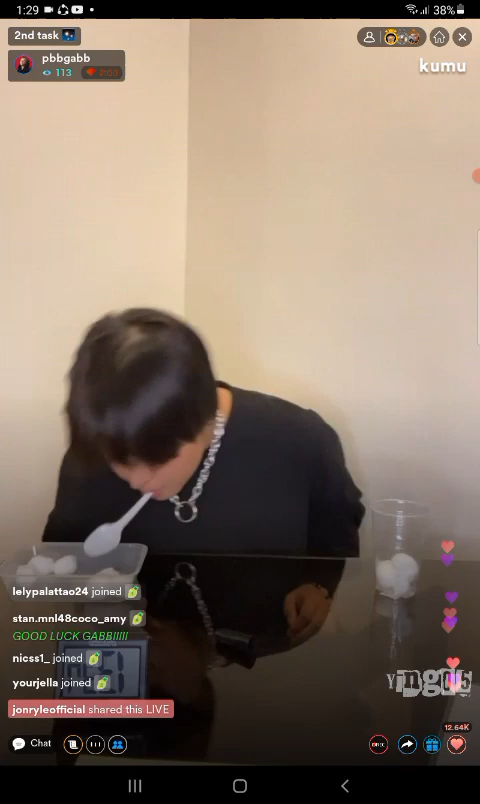 1:29
38%
2nd task
pbbgabb
113
kumu
lelypalattao24 joined
stan.mnl48coco_amy
GOOD LUCK GABBIIIII
nicss1_ joined
yourjella joined
jonryleofficial shared this LIVE
Chat
REC
12.64K